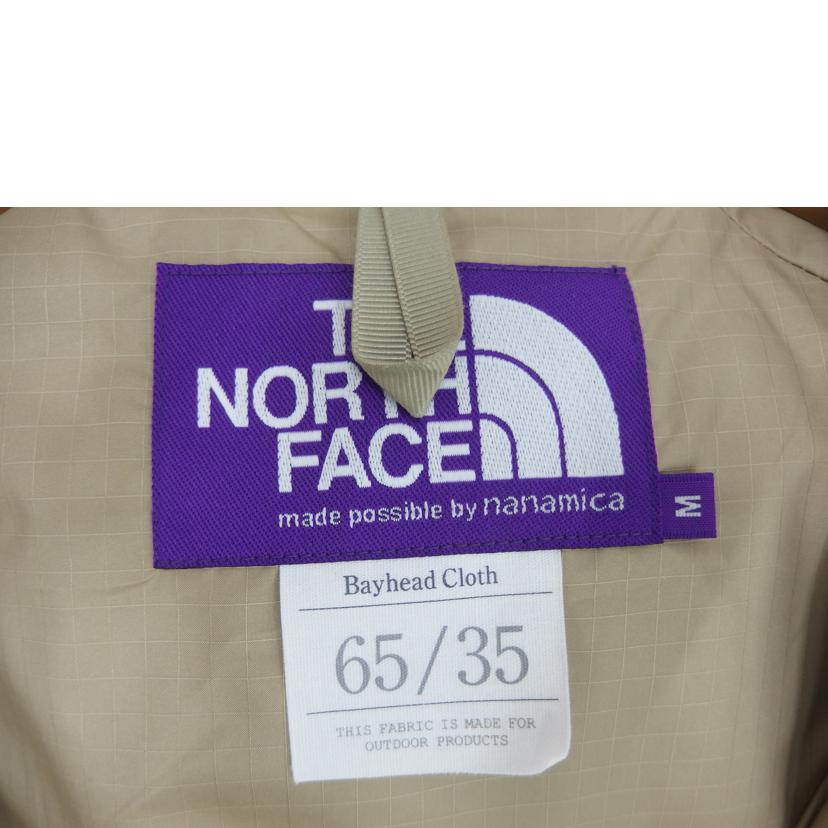 THE
NORTH
FACE
made possible by nanamica
M
Bayhead Cloth
65/35
THIS FABRIC IS MADE FOR
OUTDOOR PRODUCTS